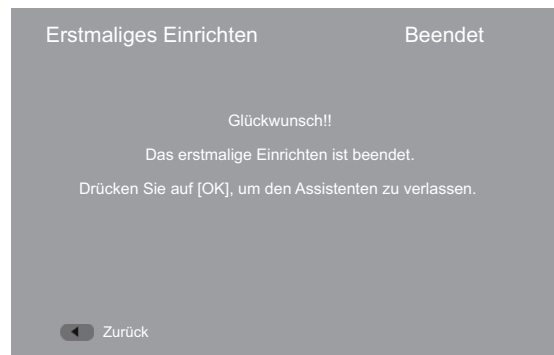 Erstmaliges Einrichten Beendet
Glückwunsch!!
Das erstmalige Einrichten ist beendet.
Drücken Sie auf [OK], um den Assistenten zu verlassen.
Zurück